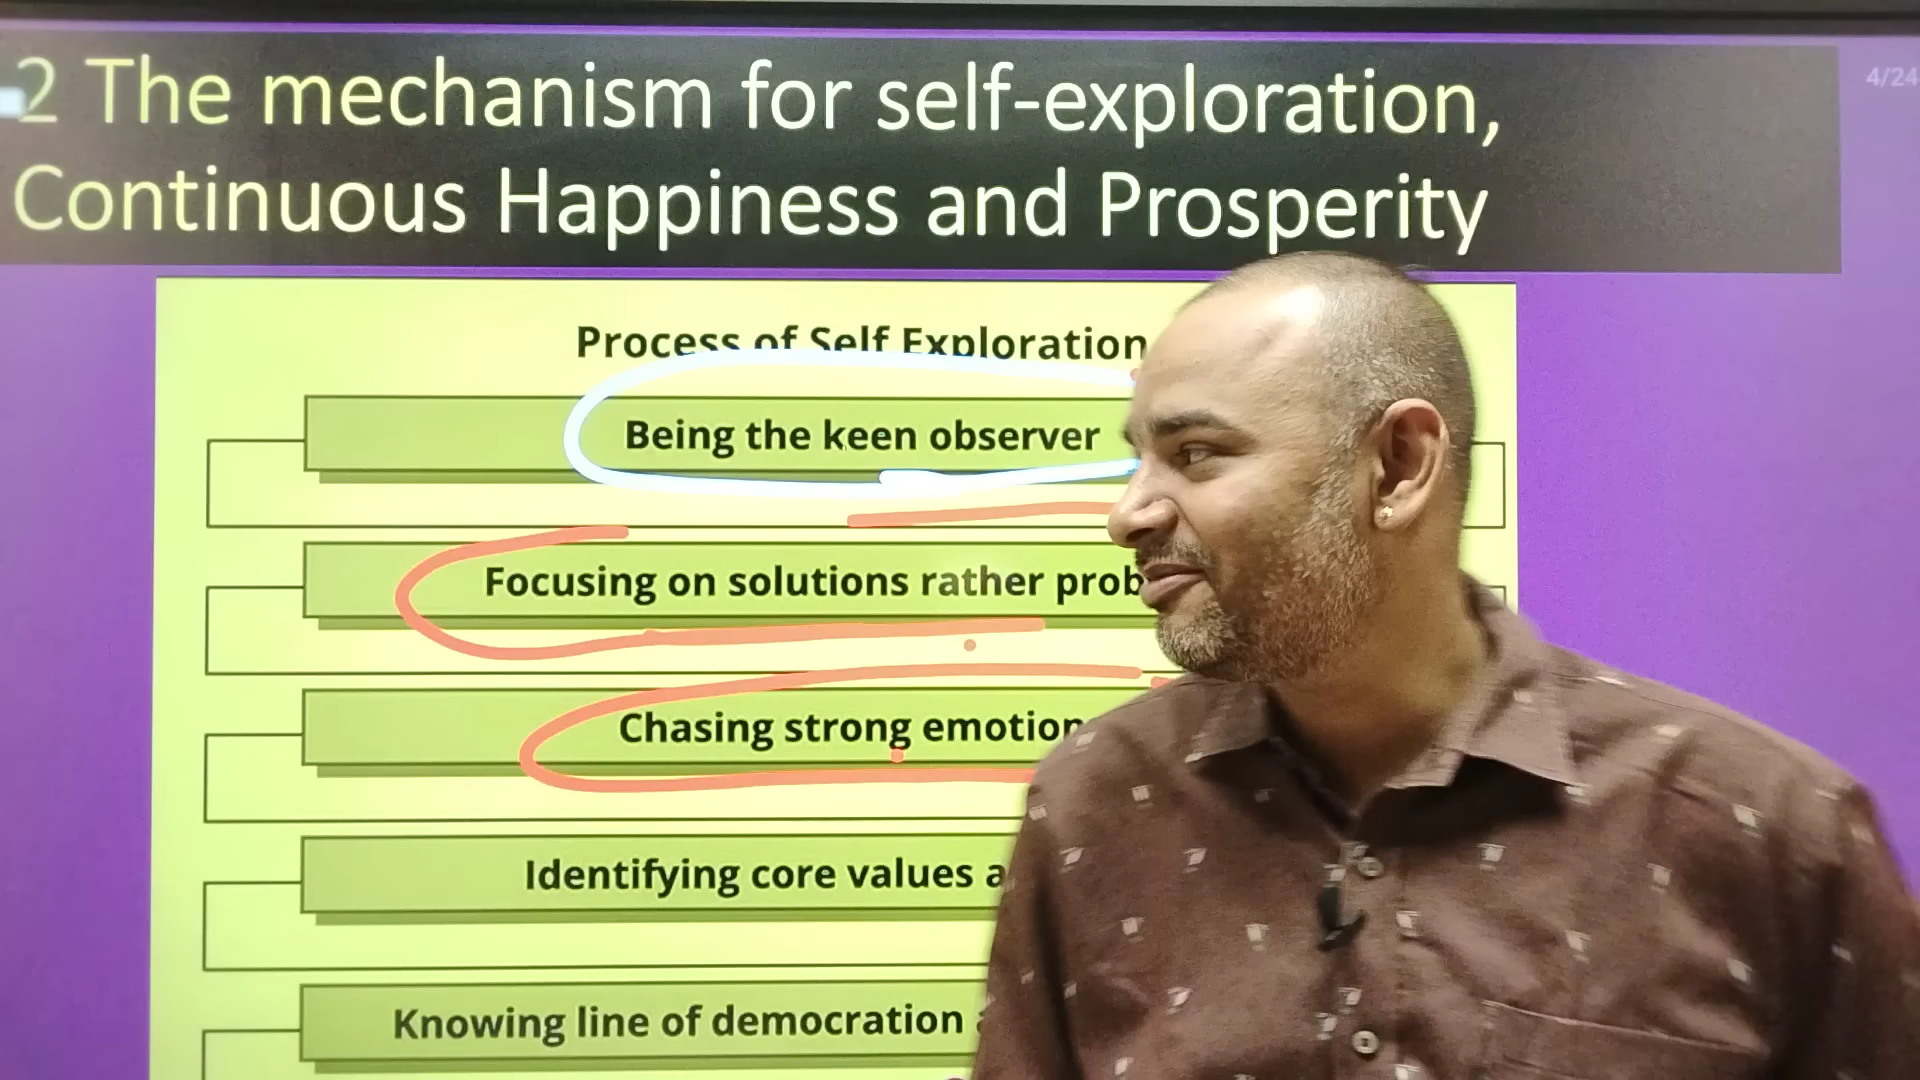 2 The mechanism for self-exploration,
4/24
Continuous Happiness and Prosperity
Process of Self Exploration
Being the keen observer
Focusing on solutions rather prob
Chasing strong emotion
Identifying core values a
Knowing line of democration